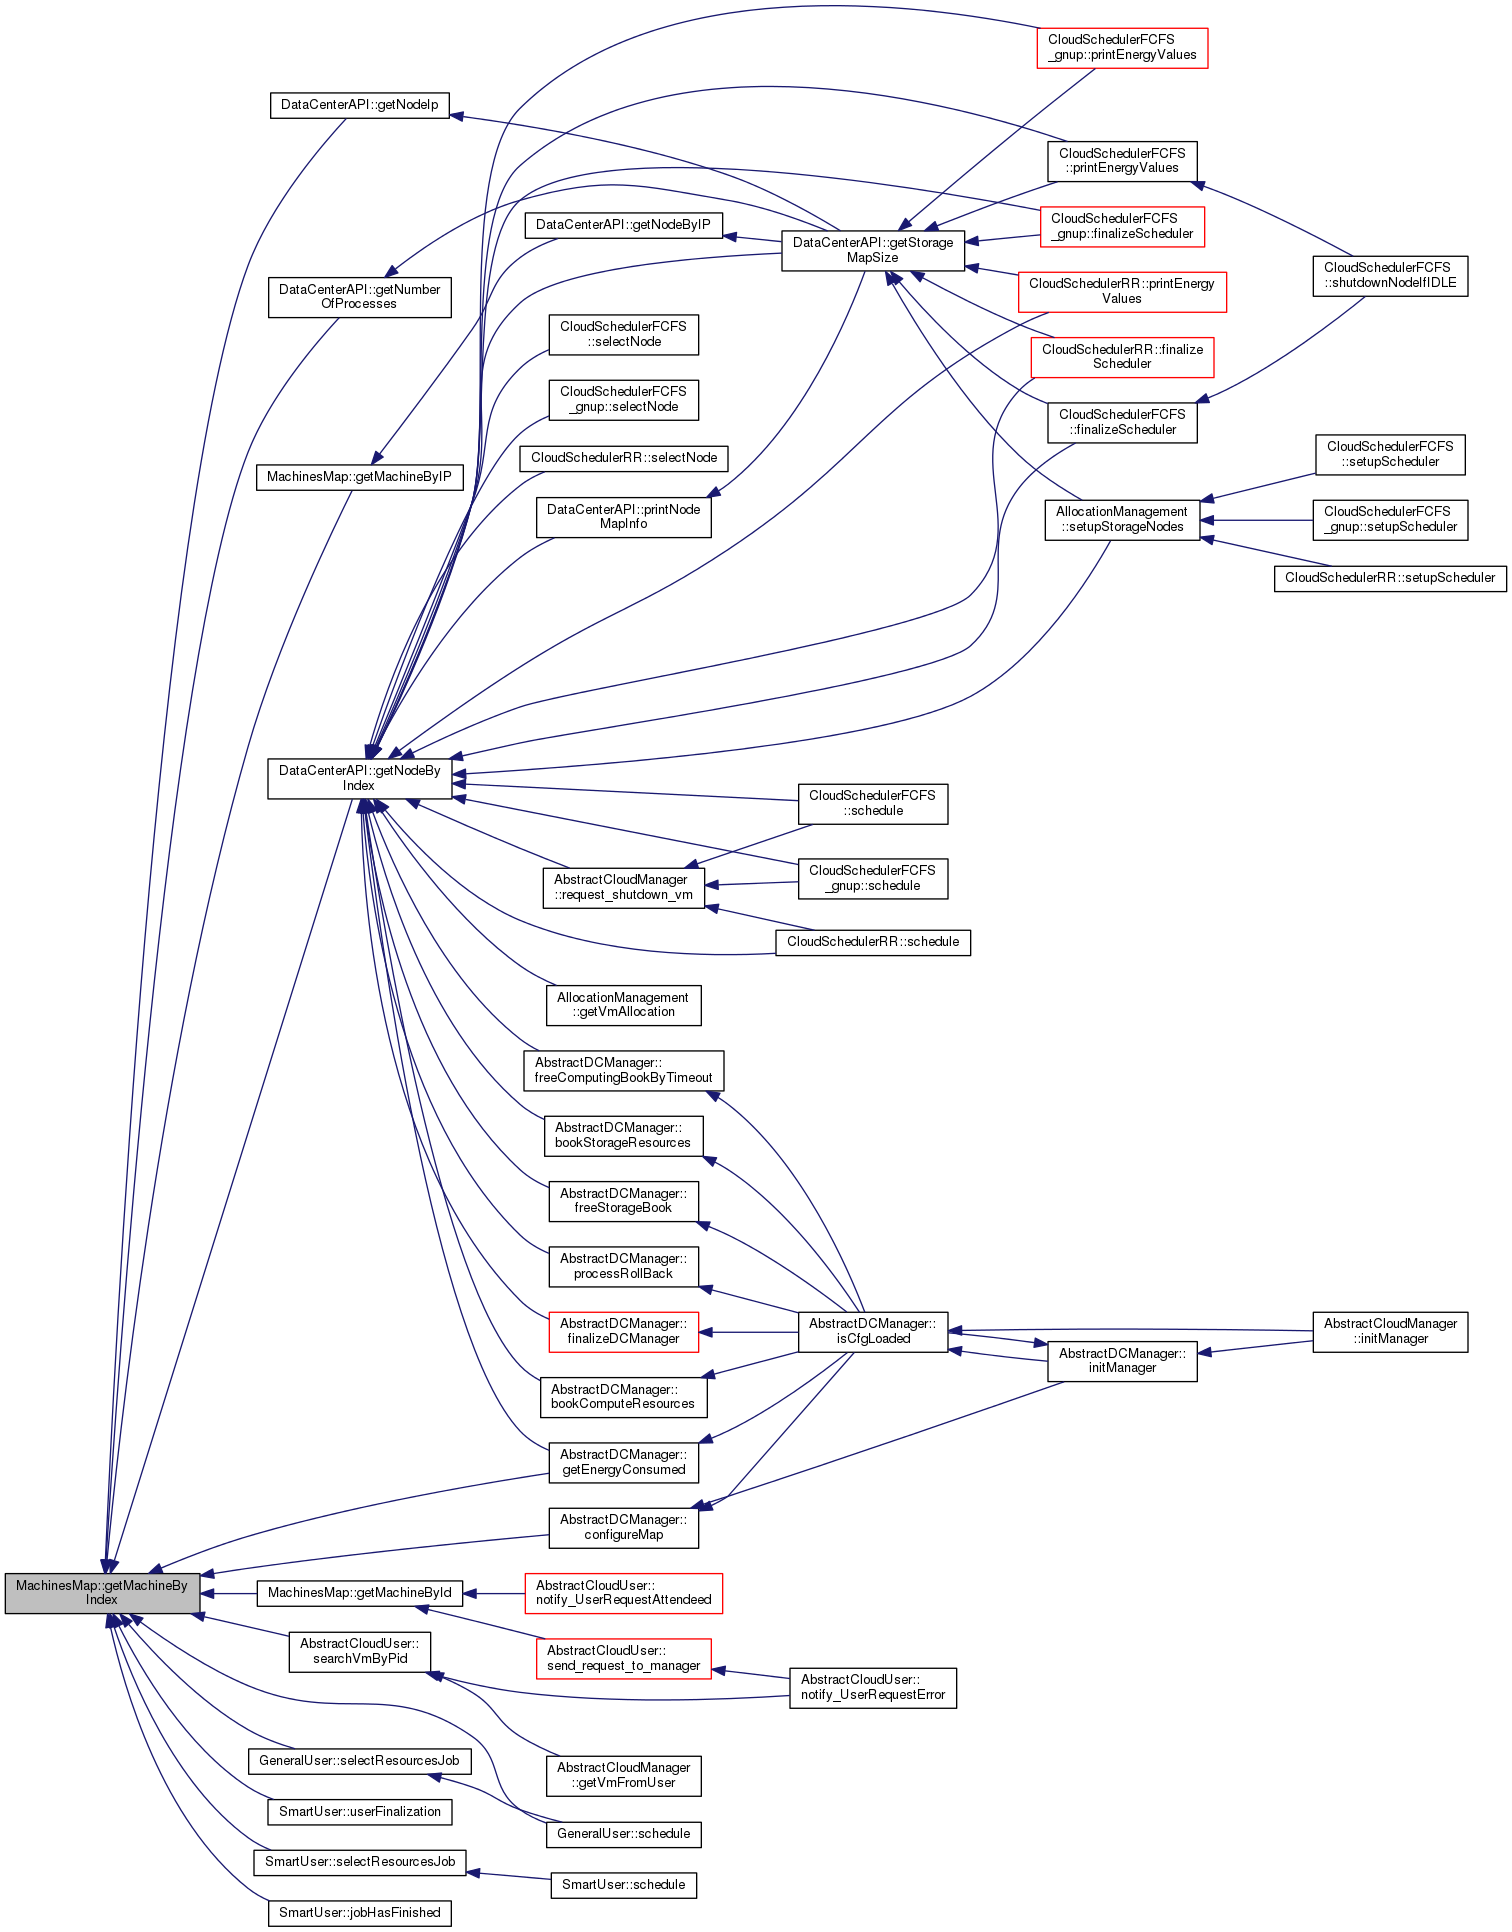 CloudSchedulerFCFS
_gnup::printEnergyValues
DataCenterAPI::getNodeIp
CloudSchedulerFCFS
::printEnergyValues
DataCenterAPI::getNodeByIP
CloudSchedulerFCFS
_gnup::finalizeScheduler
DataCenterAPI::getStorage
MapSize
CloudSchedulerFCFS
::shutdownNodeIfIDLE
DataCenterAPI::getNumber
OfProcesses
CloudSchedulerRR::printEnergy
Values
CloudSchedulerFCFS
::selectNode
CloudSchedulerRR::finalize
Scheduler
CloudSchedulerFCFS
_gnup::selectNode
CloudSchedulerFCFS
::finalizeScheduler
CloudSchedulerRR::selectNode
CloudSchedulerFCFS
::setupScheduler
MachinesMap::getMachineByIP
DataCenterAPI::printNode
MapInfo
AllocationManagement
::setupStorageNodes
CloudSchedulerFCFS
_gnup::setupScheduler
CloudSchedulerRR::setupScheduler
DataCenterAPI::getNodeBy
Index
CloudSchedulerFCFS
::schedule
AbstractCloudManager
::request_shutdown_vm
CloudSchedulerFCFS
_gnup::schedule
CloudSchedulerRR::schedule
AllocationManagement
::getVmAllocation
AbstractDCManager::
freeComputingBookByTimeout
AbstractDCManager::
bookStorageResources
AbstractDCManager::
freeStorageBook
AbstractDCManager::
processRollBack
AbstractDCManager::
finalizeDCManager
AbstractDCManager::
isCfgLoaded
AbstractCloudManager
::initManager
AbstractDCManager::
initManager
AbstractDCManager::
bookComputeResources
AbstractDCManager::
getEnergyConsumed
AbstractDCManager::
configureMap
MachinesMap::getMachineBy
Index
MachinesMap::getMachineById
AbstractCloudUser::
notify_UserRequestAttendeed
AbstractCloudUser::
searchVmByPid
AbstractCloudUser::
send_request_to_manager
AbstractCloudUser::
notify_UserRequestError
GeneralUser::selectResourcesJob
AbstractCloudManager
::getVmFromUser
SmartUser::userFinalization
GeneralUser::schedule
SmartUser::selectResourcesJob
SmartUser::schedule
SmartUser::jobHasFinished